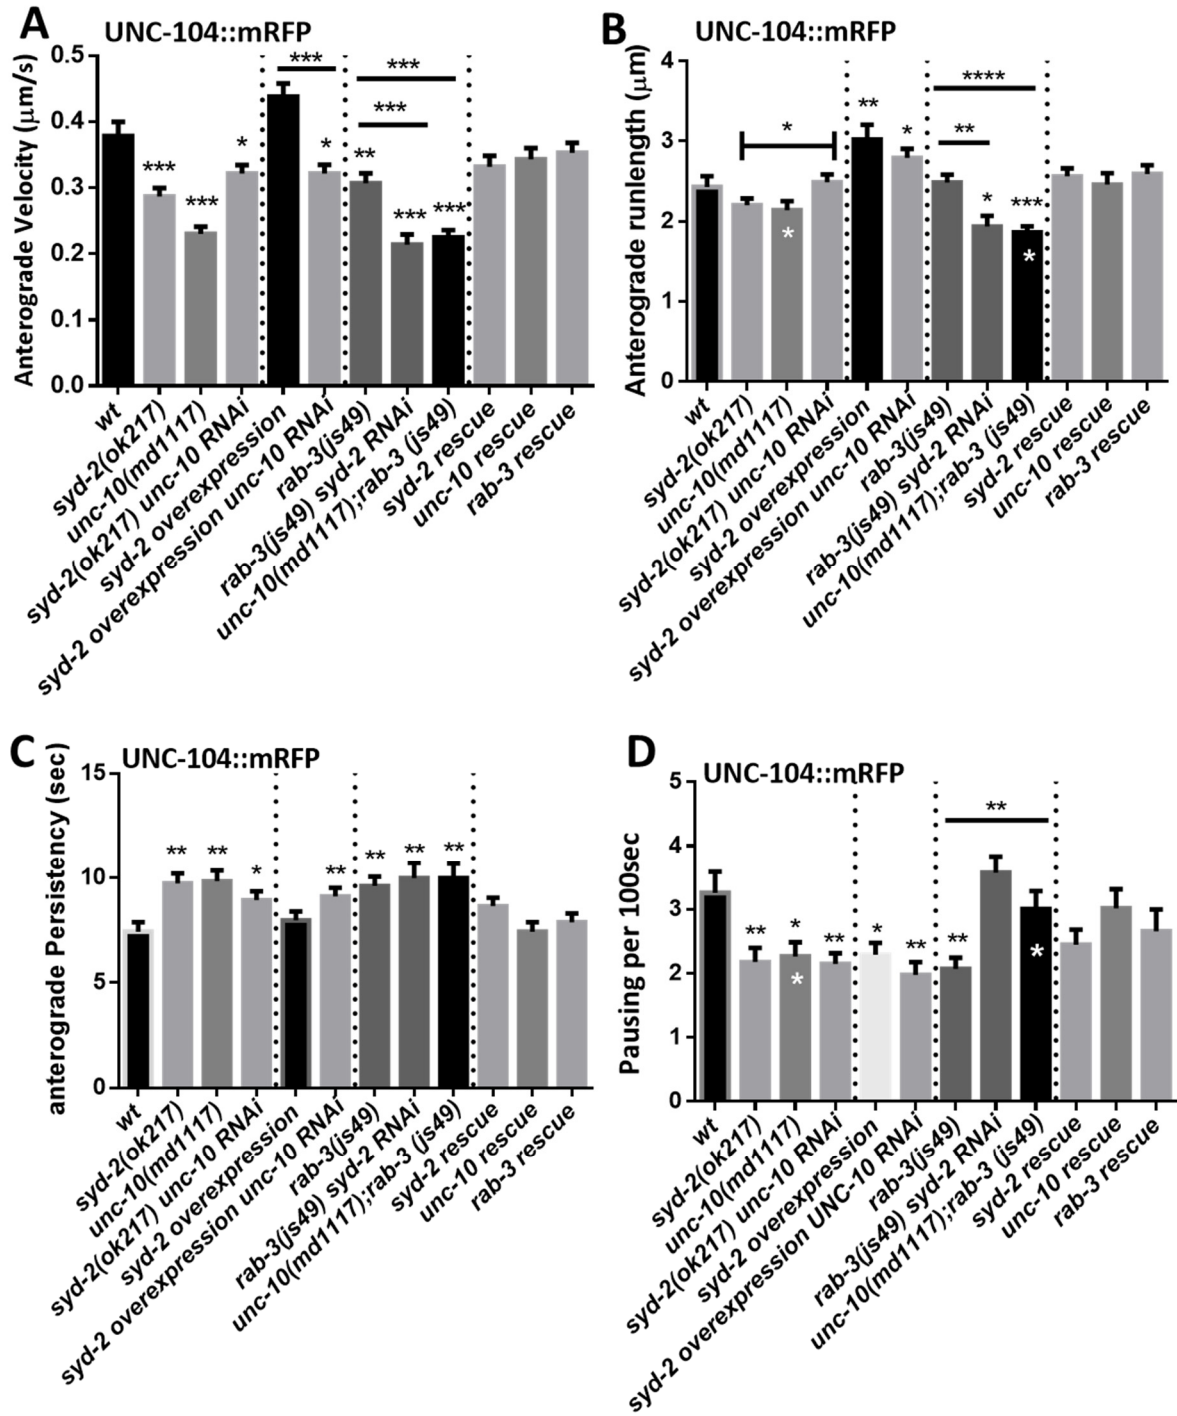 A
UNC-104::mRFP
Anterograde Velocity (μm/s)
0.5
0.4
0.3
0.2
0.1
0.0
***
***
*
***
*
***
***
**
***
***
wt
syd-2(ok217)
unc-10(md1117)
syd-2(ok217) unc-10 RNAi
syd-2 overexpression
syd-2 overexpression unc-10 RNAi
rab-3(js49)
rab-3(js49) syd-2 RNAi
unc-10(md1117);rab-3 (js49)
syd-2 rescue
unc-10 rescue
rab-3 rescue
B
UNC-104::mRFP
Anterograde runlength (μm)
4
3
2
1
0
*
*
**
*
****
**
*
***
*
wt
syd-2(ok217)
unc-10(md1117)
syd-2(ok217) unc-10 RNAi
syd-2 overexpression
syd-2 overexpression unc-10 RNAi
rab-3(js49)
rab-3(js49) syd-2 RNAi
unc-10(md1117);rab-3 (js49)
syd-2 rescue
unc-10 rescue
rab-3 rescue
C
UNC-104::mRFP
anterograde Persistency (sec)
15
10
5
0
**
**
*
**
**
**
**
wt
syd-2(ok217)
unc-10(md1117)
syd-2(ok217) unc-10 RNAi
syd-2 overexpression
syd-2 overexpression unc-10 RNAi
rab-3(js49)
rab-3(js49) syd-2 RNAi
unc-10(md1117);rab-3 (js49)
syd-2 rescue
unc-10 rescue
rab-3 rescue
D
UNC-104::mRFP
Pausing per 100sec
5
4
3
2
1
0
**
*
*
**
*
**
**
**
*
wt
syd-2(ok217)
unc-10(md1117)
syd-2(ok217) unc-10 RNAi
syd-2 overexpression
syd-2 overexpression UNC-10 RNAi
rab-3(js49)
rab-3(js49) syd-2 RNAi
unc-10(md1117);rab-3 (js49)
syd-2 rescue
unc-10 rescue
rab-3 rescue